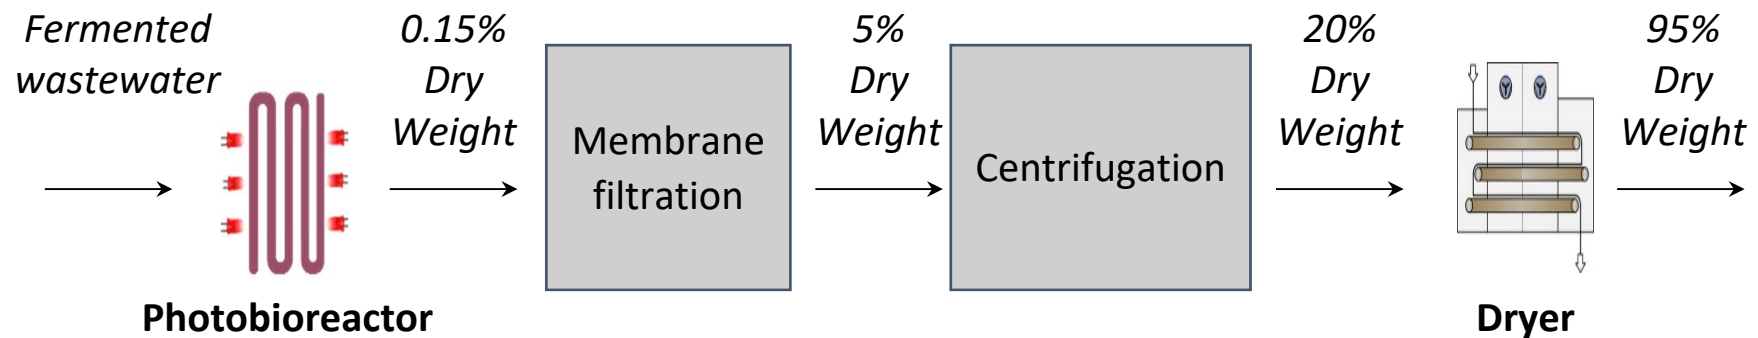 Fermented
wastewater
0.15%
Dry
Weight
Membrane
filtration
5%
Dry
Weight
Centrifugation
20%
Dry
Weight
95%
Dry
Weight
Photobioreactor
Dryer